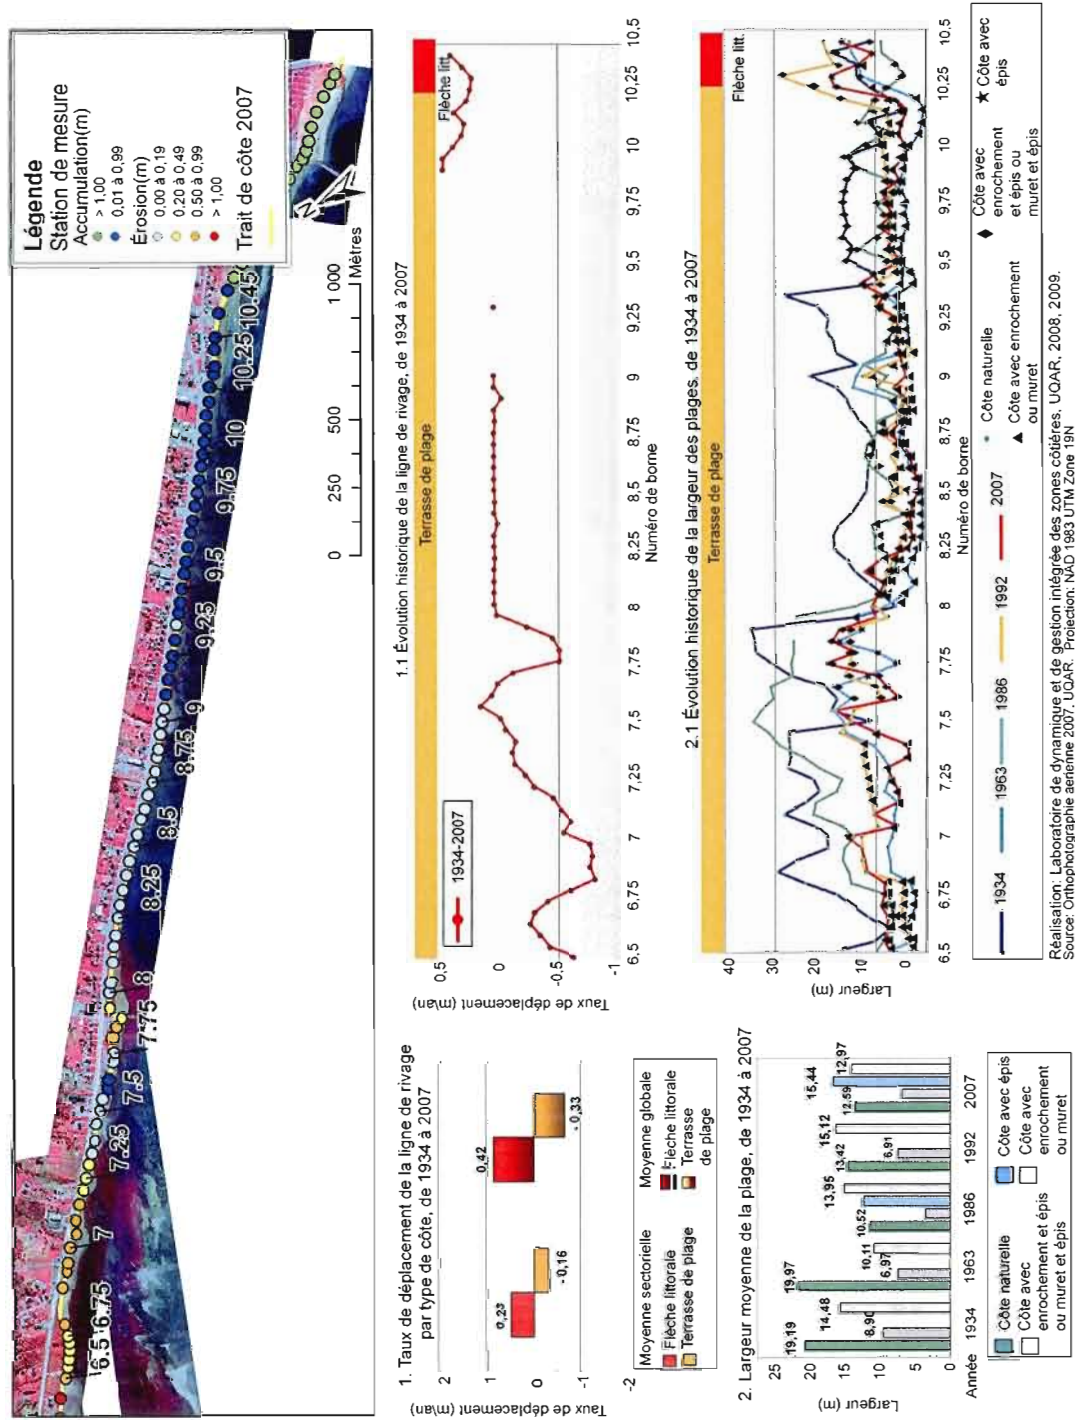 6.5
6.75
7
7.25
7.5
7.75
8
8.25
8.5
8.75
9
9.25
9.5
9.75
10
10.25
10.45
Légende
Station de mesure
Accumulation(m)
> 1,00
0,01 à 0,99
Érosion(m)
0,00 à 0,19
0,20 à 0,49
0,50 à 0,99
> 1,00
Trait de côte 2007
N
0
250
500
1 000
Mètres
1. Taux de déplacement de la ligne de rivage
par type de côte, de 1934 à 2007
Taux de déplacement (m\an)
2
1
0
-1
-2
0,23
-0,16
0,42
-0,33
Moyenne sectorielle
Flèche littorale
Terrasse de plage
Moyenne globale
Flèche littorale
Terrasse
de plage
1.1 Évolution historique de la ligne de rivage, de 1934 à 2007
Terrasse de plage
Flèche litt.
1934-2007
Taux de déplacement (m\an)
0,5
0
-0,5
-1
6.5
6.75
7
7,25
7.5
7.75
8
8.25
8.5
8.75
9
9.25
9.5
9,75
10
10,25
10.5
Numéro de borne
2. Largeur moyenne de la plage, de 1934 à 2007
Largeur (m)
25
20
15
10
5
0
19,19
8,90
14,48
19,97
6,97
10,11
10,52
13,95
13,42
6,91
15,12
12,59
15,44
12,97
Année
1934
1963
1986
1992
2007
Côte naturelle
Côte avec
enrochement et épis
ou muret et épis
Côte avec épis
Côte avec
enrochement
ou muret
2.1 Évolution historique de la largeur des plages, de 1934 à 2007
Terrasse de plage
Flèche litt.
Largeur (m)
40
30
20
10
0
6.5
6.75
7
7.25
7.5
7.75
8
8.25
8.5
8.75
9
9.25
9.5
9.75
10
10,25
10.5
Numéro de borne
1934
1963
1986
1992
2007
Côte naturelle
Côte avec enrochement
ou muret
Côte avec
enrochement
et épis ou
muret et épis
Côte avec
épis
Réalisation: Laboratoire de dynamique et de gestion intégrée des zones côtières, UQAR, 2008, 2009.
Source: Orthophotographie aérienne 2007, UQAR. Projection: NAD 1983 UTM Zone 19N